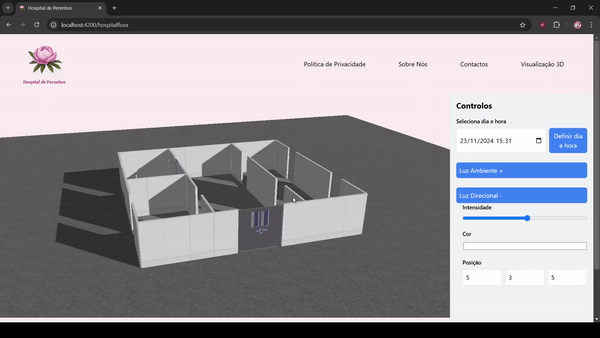 Hospital de Perenhos
localhost:4200/hospitalfloor
Hospital de Paranhos
Política de Privacidade
Sobre Nós
Contactos
Visualização 3D
Controlos
Seleciona dia e hora
23/11/2024 15:31
Definir dia
e hora
Luz Ambiente +
Luz Direcional -
Intensidade
Cor
Posição
5
3
5